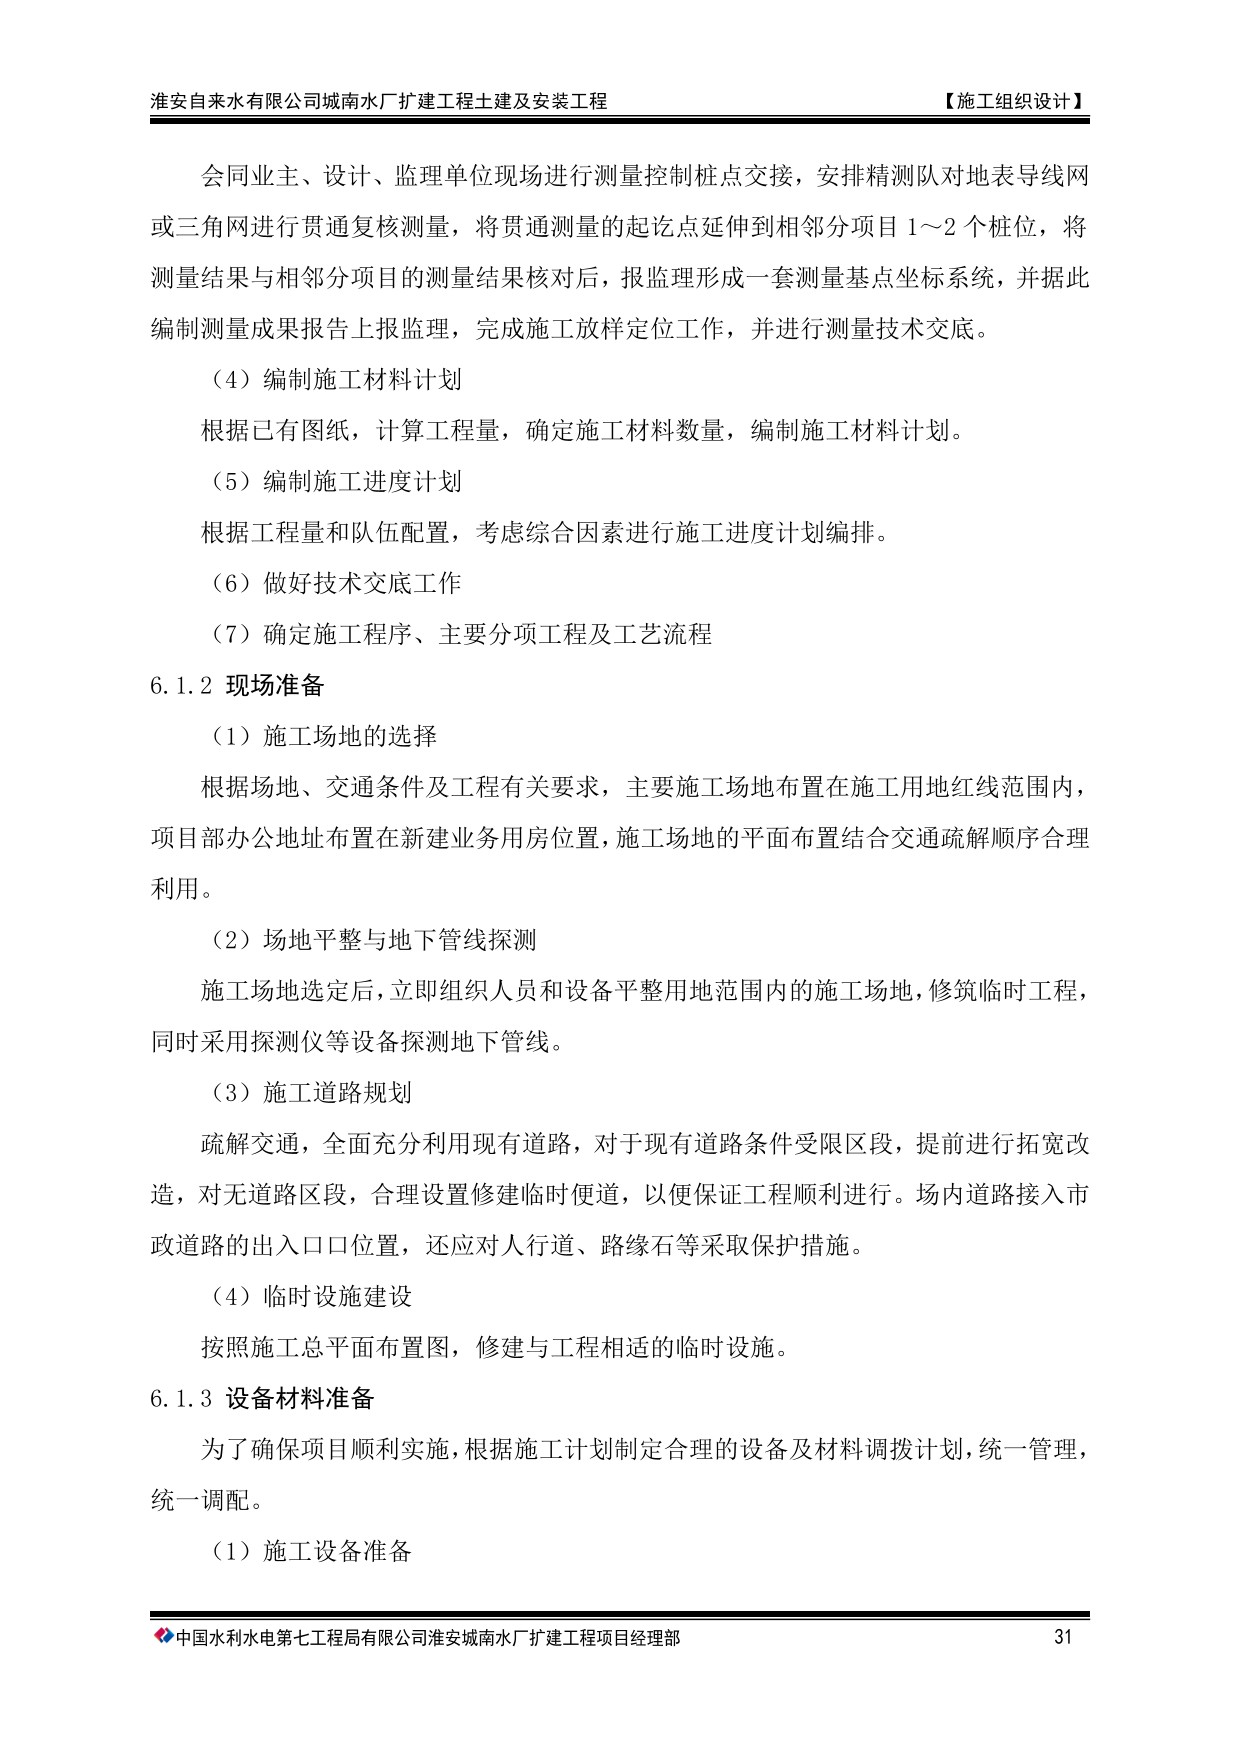 淮安自来水有限公司城南水厂扩建工程土建及安装工程 【施工组织设计】
会同业主、设计、监理单位现场进行测量控制桩点交接，安排精测队对地表导线网
或三角网进行贯通复核测量，将贯通测量的起讫点延伸到相邻分项目 1～2 个桩位，将
测量结果与相邻分项目的测量结果核对后，报监理形成一套测量基点坐标系统，并据此
编制测量成果报告上报监理，完成施工放样定位工作，并进行测量技术交底。
（4）编制施工材料计划
根据已有图纸，计算工程量，确定施工材料数量，编制施工材料计划。
（5）编制施工进度计划
根据工程量和队伍配置，考虑综合因素进行施工进度计划编排。
（6）做好技术交底工作
（7）确定施工程序、主要分项工程及工艺流程
6.1.2 现场准备
（1）施工场地的选择
根据场地、交通条件及工程有关要求，主要施工场地布置在施工用地红线范围内，
项目部办公地址布置在新建业务用房位置，施工场地的平面布置结合交通疏解顺序合理
利用。
（2）场地平整与地下管线探测
施工场地选定后，立即组织人员和设备平整用地范围内的施工场地，修筑临时工程，
同时采用探测仪等设备探测地下管线。
（3）施工道路规划
疏解交通，全面充分利用现有道路，对于现有道路条件受限区段，提前进行拓宽改
造，对无道路区段，合理设置修建临时便道，以便保证工程顺利进行。场内道路接入市
政道路的出入口口位置，还应对人行道、路缘石等采取保护措施。
（4）临时设施建设
按照施工总平面布置图，修建与工程相适的临时设施。
6.1.3 设备材料准备
为了确保项目顺利实施，根据施工计划制定合理的设备及材料调拨计划，统一管理，
统一调配。
（1）施工设备准备
中国水利水电第七工程局有限公司淮安城南水厂扩建工程项目经理部 31